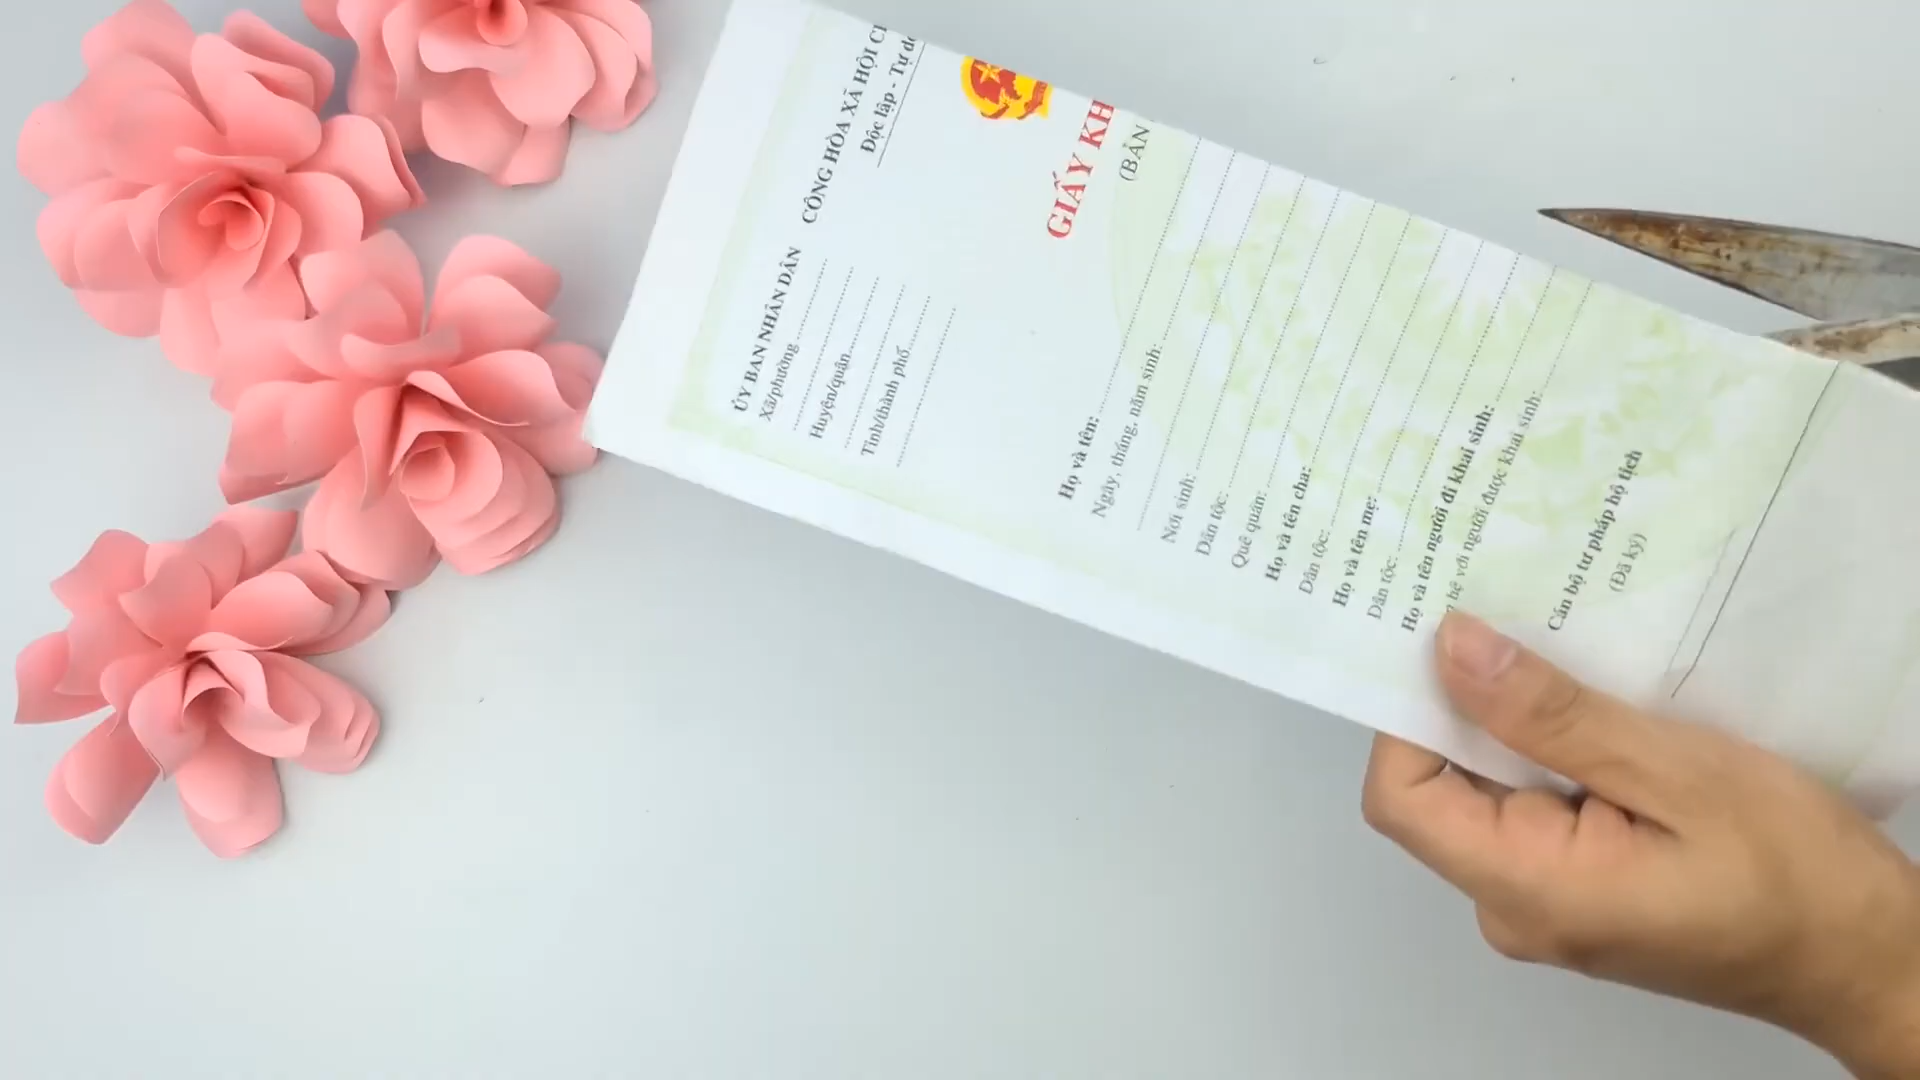 ỦY BAN NHÂN DÂN
Xã/phường
Huyện/quận
Tỉnh/thành phố
CỘNG HÒA XÃ HỘI
Độc lập - Tự do
GIẤY KH
(BẢN
Họ và tên:
Ngày, tháng, năm sinh:
Nơi sinh:
Dân tộc:
Quê quán:
Họ và tên cha:
Dân tộc:
Họ và tên mẹ:
Dân tộc:
Họ và tên người đi khai sinh:
hệ với người được khai sinh:
Cán bộ tư pháp hộ tịch
(Đã ký)